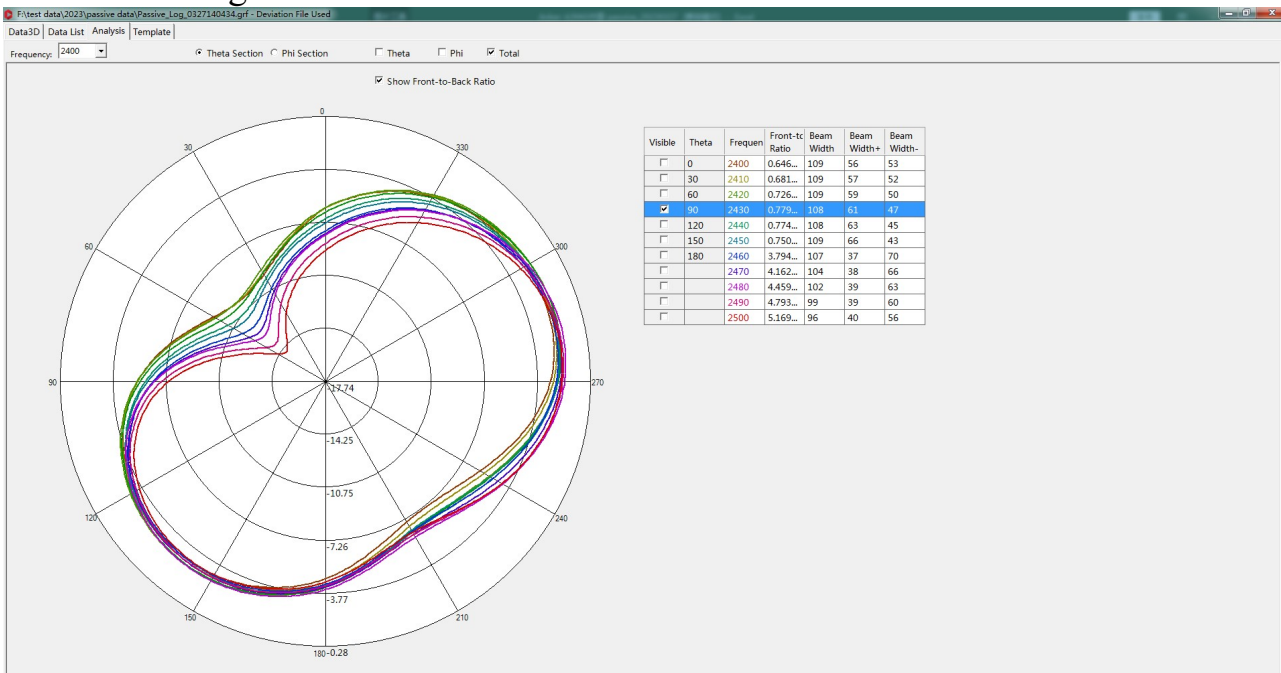 F:\test data\2023\passive data\Passive_Log_0327140434.grf - Deviation File Used
Data3D Data List Analysis Template
Frequency: 2400 Theta Section Phi Section Theta Phi Total
Show Front-to-Back Ratio
0
30
330
60
300
90
270
120
240
150
210
180
-17.74
-14.25
-10.75
-7.26
-3.77
-0.28
Visible Theta Frequen Front-tc Ratio Beam Width Beam Width+ Beam Width-
0 2400 0.646... 109 56 53
30 2410 0.681... 109 57 52
60 2420 0.726... 109 59 50
90 2430 0.779... 108 61 47
120 2440 0.774... 108 63 45
150 2450 0.750... 109 66 43
180 2460 3.794... 107 37 70
2470 4.162... 104 38 66
2480 4.459... 102 39 63
2490 4.793... 99 39 60
2500 5.169... 96 40 56